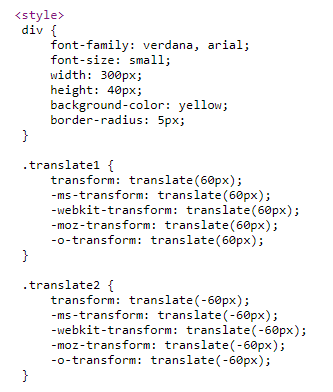 <style>
div {
font-family: verdana, arial;
font-size: small;
width: 300px;
height: 40px;
background-color: yellow;
border-radius: 5px;
}
.translate1 {
transform: translate(60px);
-ms-transform: translate(60px);
-webkit-transform: translate(60px);
-moz-transform: translate(60px);
-o-transform: translate(60px);
}
.translate2 {
transform: translate(-60px);
-ms-transform: translate(-60px);
-webkit-transform: translate(-60px);
-moz-transform: translate(-60px);
-o-transform: translate(-60px);
}